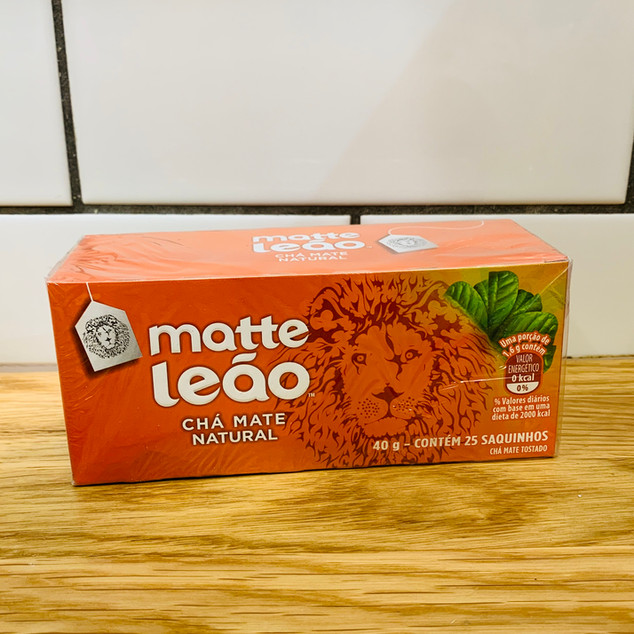 matte
leão
CHÁ MATE
NATURAL
matte
leão™
CHÁ MATE
NATURAL
Uma porção de
1,6 g contém
VALOR
ENERGÉTICO
0 kcal
0%
% Valores diários
com base em uma
dieta de 2000 kcal
40 g – CONTÉM 25 SAQUINHOS
CHÁ MATE TOSTADO